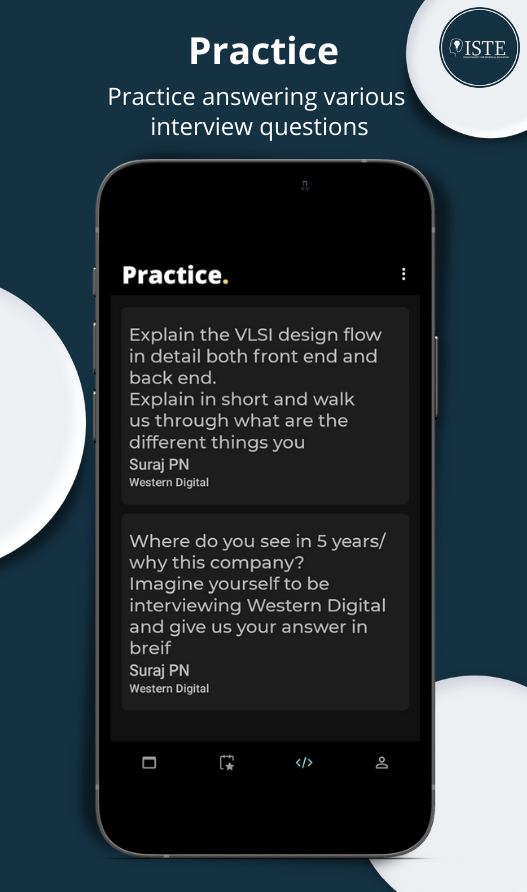 Practice
ISTE
Practice answering various
interview questions
Practice.
Explain the VLSI design flow
in detail both front end and
back end.
Explain in short and walk
us through what are the
different things you
Suraj PN
Western Digital
Where do you see in 5 years/
why this company?
Imagine yourself to be
interviewing Western Digital
and give us your answer in
breif
Suraj PN
Western Digital